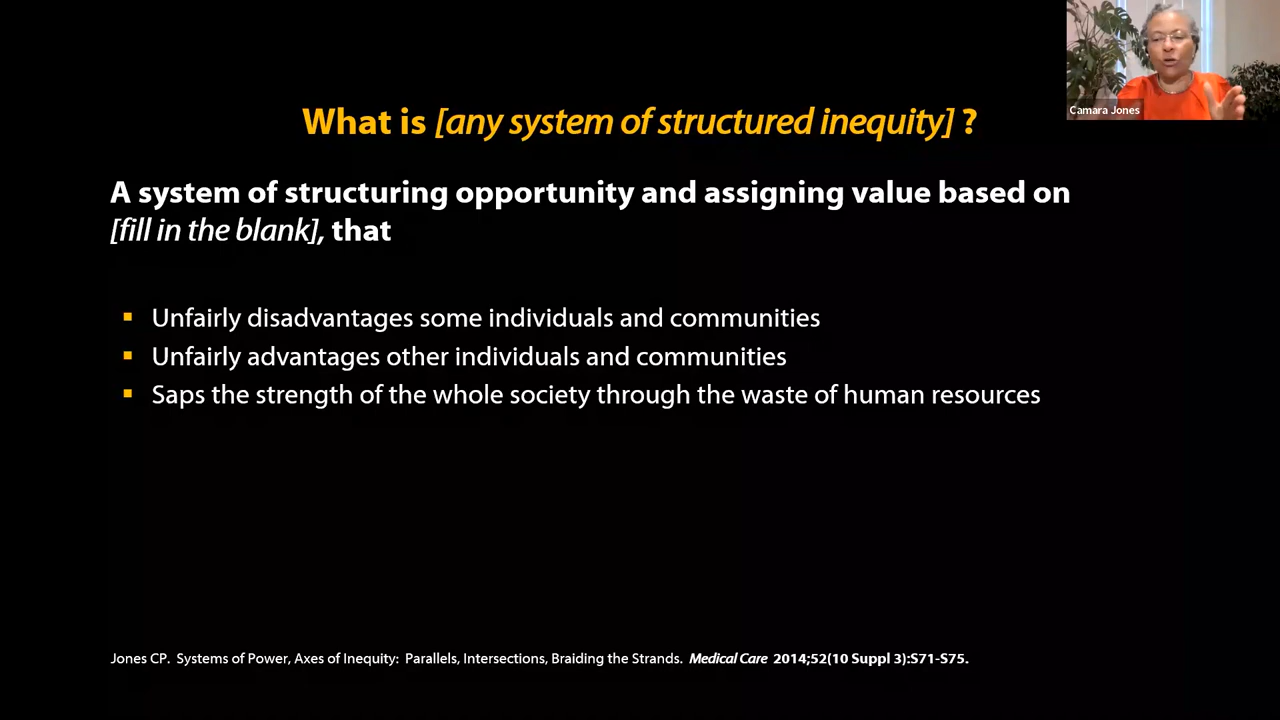 Camara Jones
What is [any system of structured inequity] ?
A system of structuring opportunity and assigning value based on
[fill in the blank], that
▪ Unfairly disadvantages some individuals and communities
▪ Unfairly advantages other individuals and communities
▪ Saps the strength of the whole society through the waste of human resources
Jones CP. Systems of Power, Axes of Inequity: Parallels, Intersections, Braiding the Strands. Medical Care 2014;52(10 Suppl 3):S71-S75.